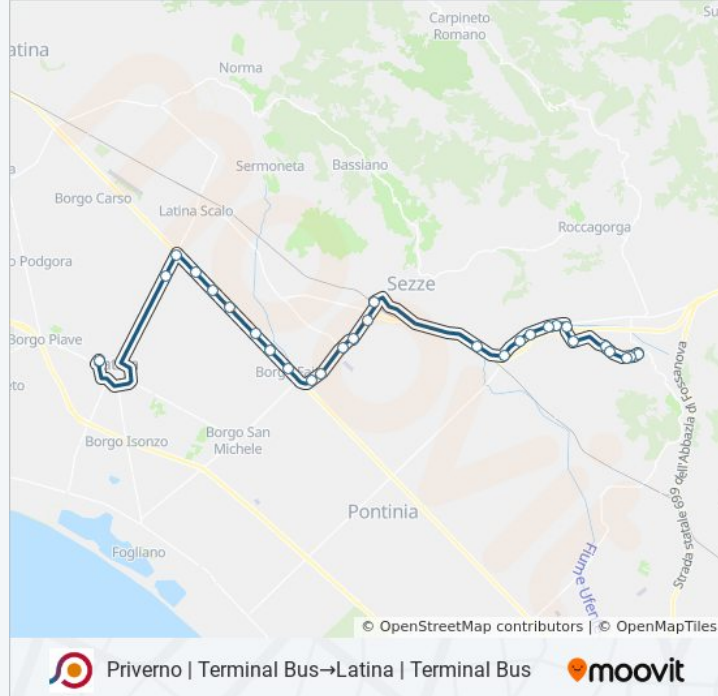 Carpineto
Romano
Su
atina
Norma
Sermoneta
Bassiano
Borgo Carso
Latina Scalo
Roccagorga
o Podgora
Sezze
Borgo Piave
Borgo Fai
eto
Borgo San
Michele
Borgo Isonzo
Pontinia
Fogliano
Fiume Ufen
Strada statale 699 dell'Abbazia di Fossanova
© OpenStreetMap contributors | © OpenMapTiles
Priverno | Terminal Bus→Latina | Terminal Bus
moovit